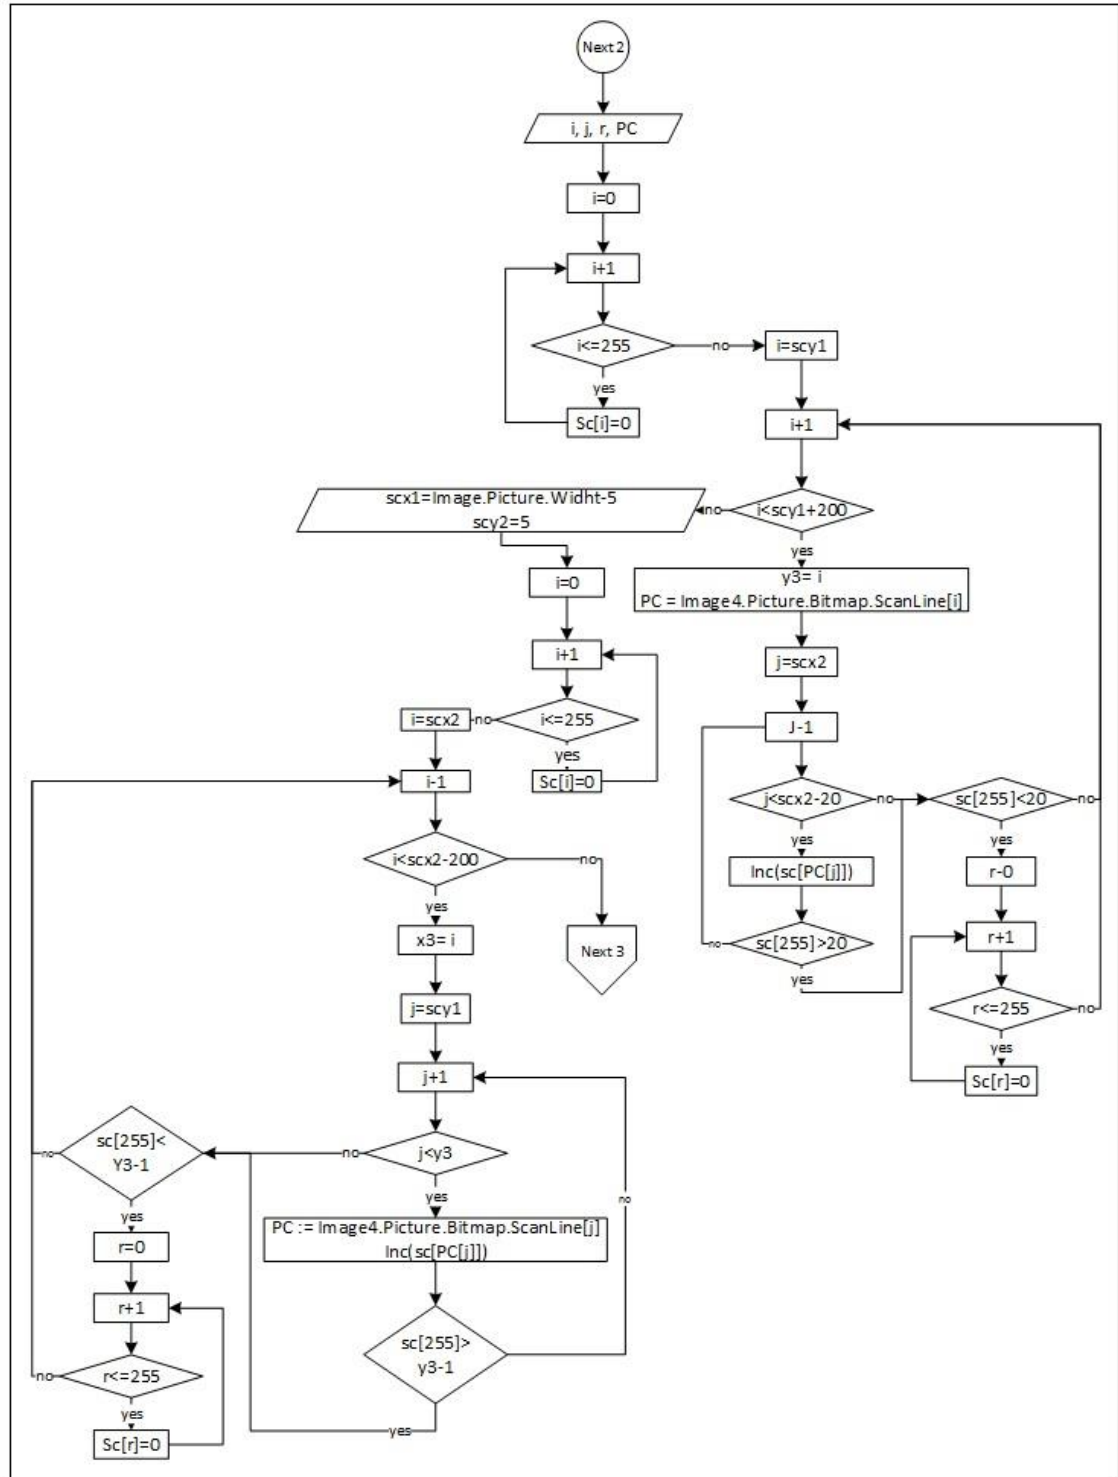 Next 2
i, j, r, PC
i=0
i+1
i<=255
no
i=scy1
yes
Sc[i]=0
i+1
scx1=Image.Picture.Widht-5
scy2=5
no
i<scy1+200
yes
i=0
y3= i
PC = Image4.Picture.Bitmap.ScanLine[i]
i+1
j=scx2
i=scx2
no
i<=255
J-1
yes
Sc[i]=0
i-1
j<scx2-20
no
sc[255]<20
no
yes
yes
i<scx2-200
no
Inc(sc[PC[j]])
r-0
yes
x3= i
Next 3
no
sc[255]>20
r+1
yes
j=scy1
r<=255
no
yes
j+1
Sc[r]=0
sc[255]<
Y3-1
no
no
j<y3
yes
no
yes
r=0
PC := Image4.Picture.Bitmap.ScanLine[j]
Inc(sc[PC[j]])
r+1
sc[255]>
y3-1
no
r<=255
yes
yes
Sc[r]=0